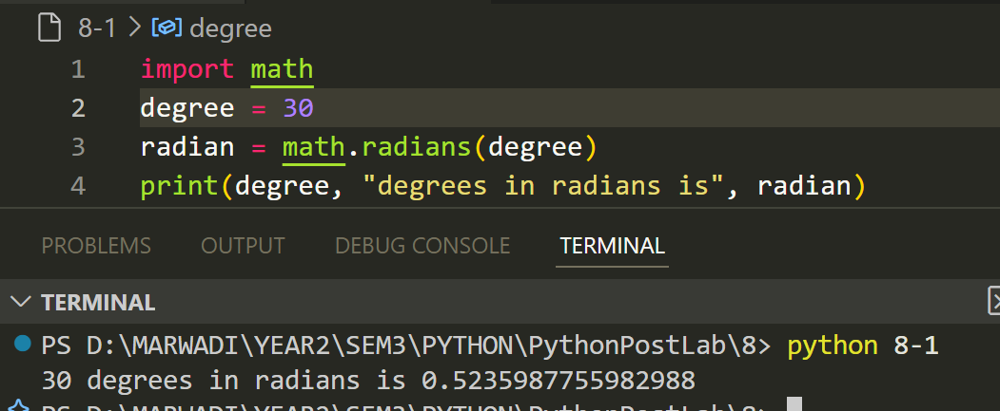 8-1 > degree
1 import math
2 degree = 30
3 radian = math.radians(degree)
4 print(degree, "degrees in radians is", radian)
PROBLEMS OUTPUT DEBUG CONSOLE TERMINAL
TERMINAL
PS D:\MARWADI\YEAR2\SEM3\PYTHON\PythonPostLab\8> python 8-1
30 degrees in radians is 0.5235987755982988
PS D:\MARWADI\YEAR2\SEM3\PYTHON\PythonPostLab\8>